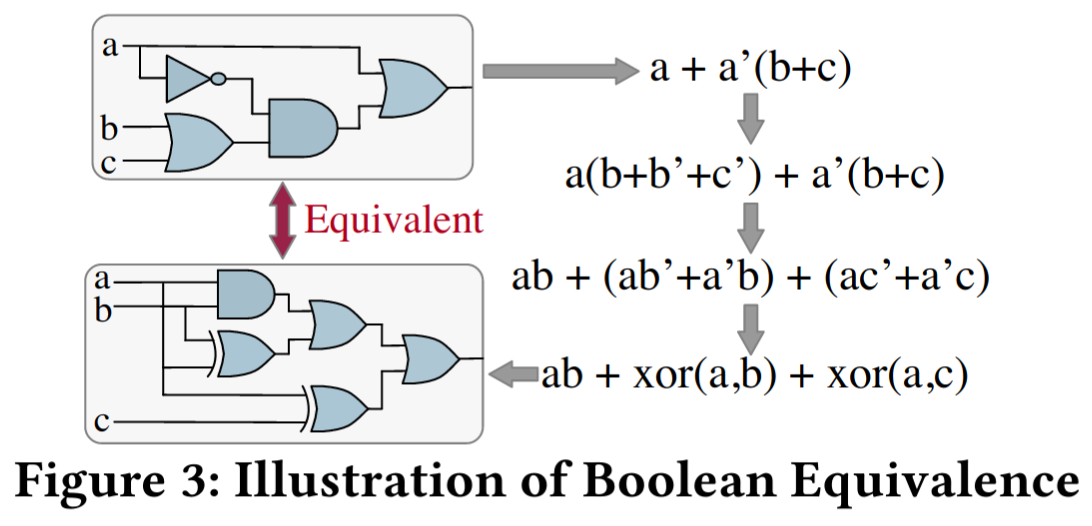 a
b
c
a + a’(b+c)
a(b+b’+c’) + a’(b+c)
Equivalent
ab + (ab’+a’b) + (ac’+a’c)
a
b
c
ab + xor(a,b) + xor(a,c)
Figure 3: Illustration of Boolean Equivalence